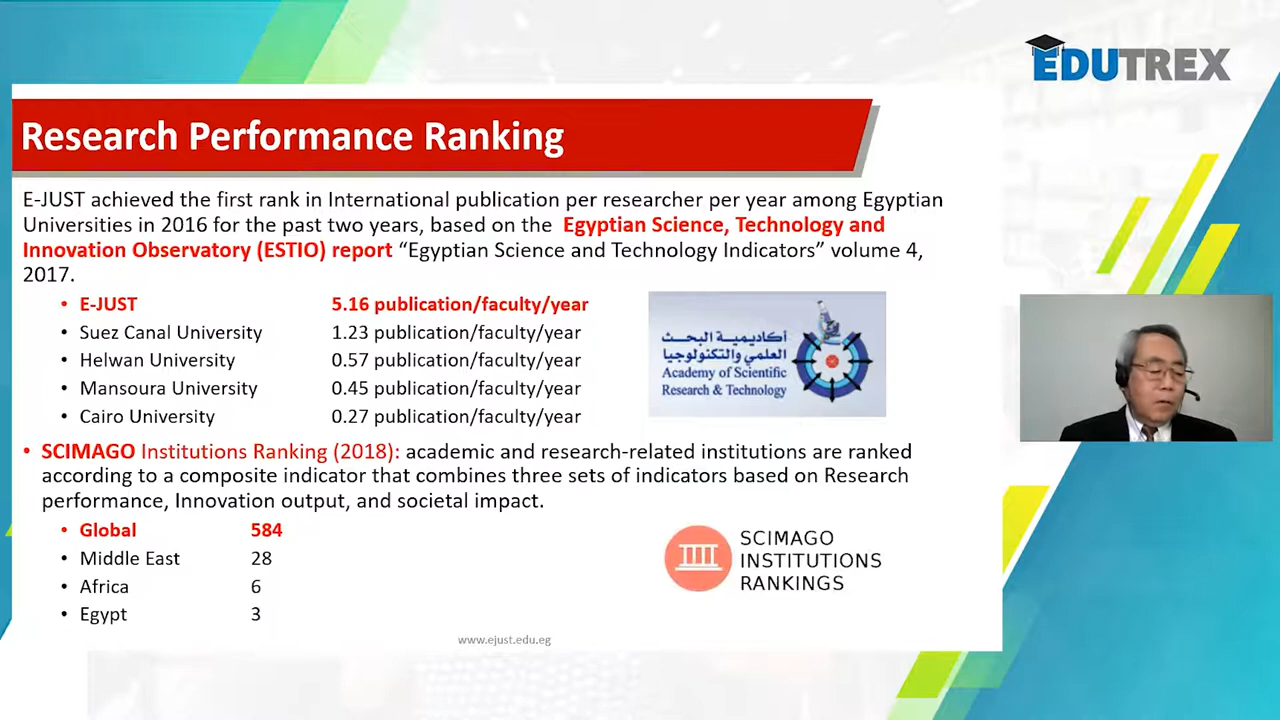 EDUTREX
Research Performance Ranking
E-JUST achieved the first rank in International publication per researcher per year among Egyptian
Universities in 2016 for the past two years, based on the Egyptian Science, Technology and
Innovation Observatory (ESTIO) report “Egyptian Science and Technology Indicators” volume 4,
2017.
• E-JUST 5.16 publication/faculty/year
• Suez Canal University 1.23 publication/faculty/year
• Helwan University 0.57 publication/faculty/year
• Mansoura University 0.45 publication/faculty/year
• Cairo University 0.27 publication/faculty/year
أكاديمية البحث
العلمي والتكنولوجيا
Academy of Scientific
Research & Technology
• SCIMAGO Institutions Ranking (2018): academic and research-related institutions are ranked
according to a composite indicator that combines three sets of indicators based on Research
performance, Innovation output, and societal impact.
• Global 584
• Middle East 28
• Africa 6
• Egypt 3
SCIMAGO
INSTITUTIONS
RANKINGS
www.ejust.edu.eg